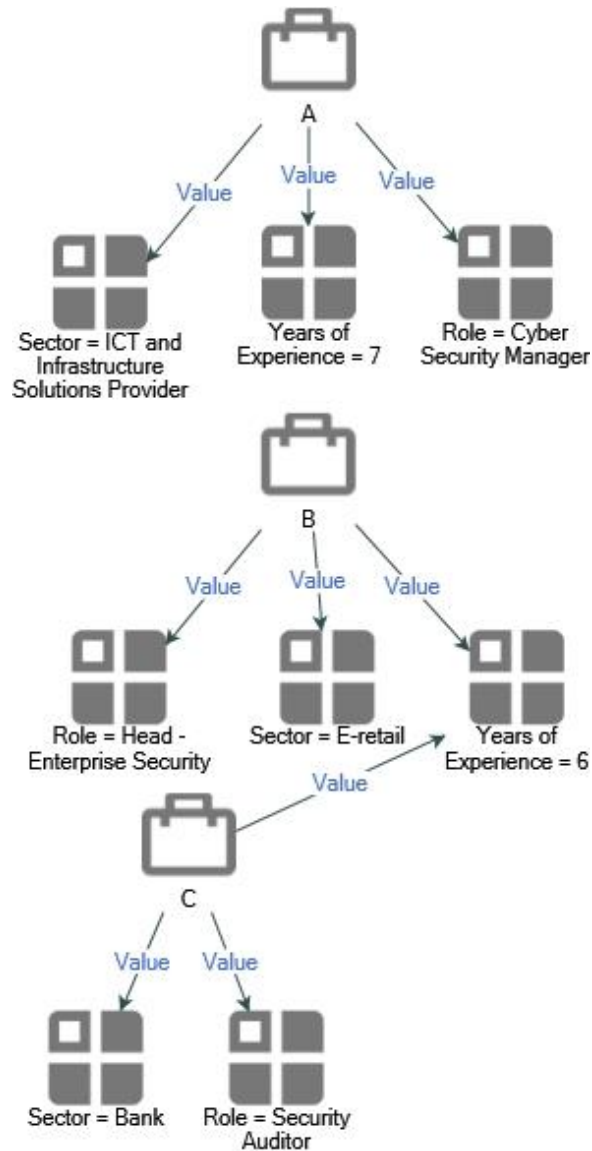 A
Value
Value
Value
Sector = ICT and
Infrastructure
Solutions Provider
Years of
Experience = 7
Role = Cyber
Security Manager
B
Value
Value
Value
Role = Head -
Enterprise Security
Sector = E-retail
Years of
Experience = 6
Value
C
Value
Value
Sector = Bank
Role = Security
Auditor